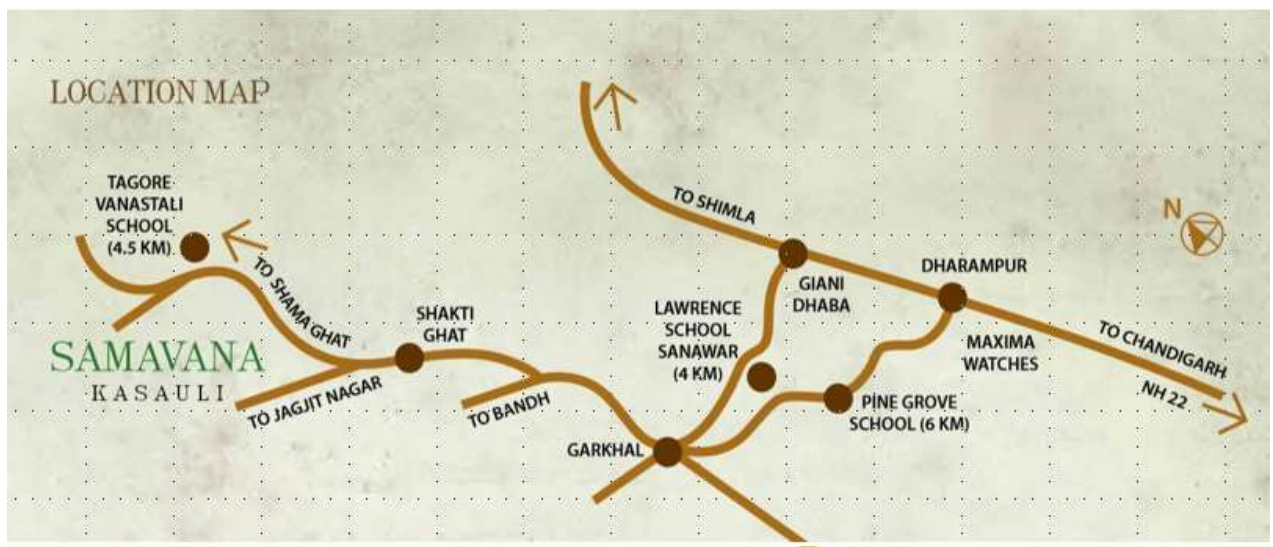 LOCATION MAP
TAGORE
VANASTALI
SCHOOL
(4.5 KM)
TO SHAMA GHAT
SAMAVANA
KASAULI
TO JAGJIT NAGAR
SHAKTI
GHAT
TO BANDH
GARKHAL
TO SHIMLA
GIANI
DHABA
LAWRENCE
SCHOOL
SANAWAR
(4 KM)
DHARAMPUR
MAXIMA
WATCHES
PINE GROVE
SCHOOL (6 KM)
TO CHANDIGARH
NH 22
N